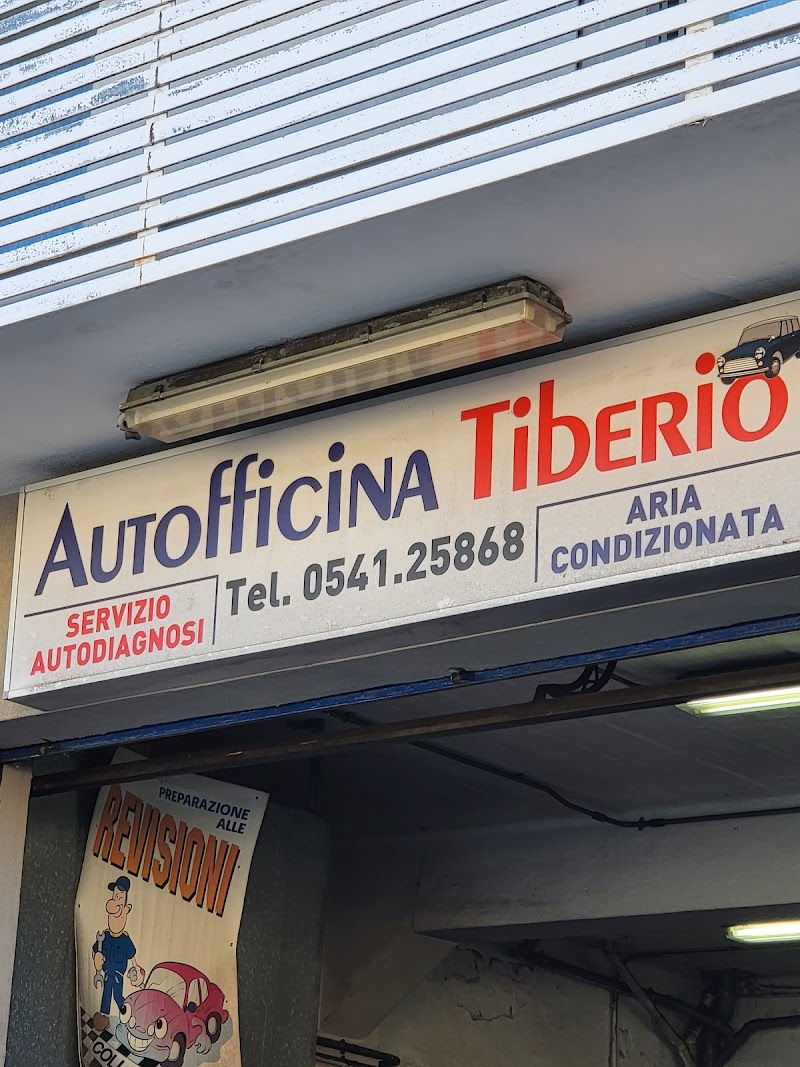 AUTOfficiNA TibERiO
SERVIZIO
AUTODIAGNOSI
Tel. 0541.25868
ARIA
CONDIZIONATA
PREPARAZIONE
ALLE
REVISIONI